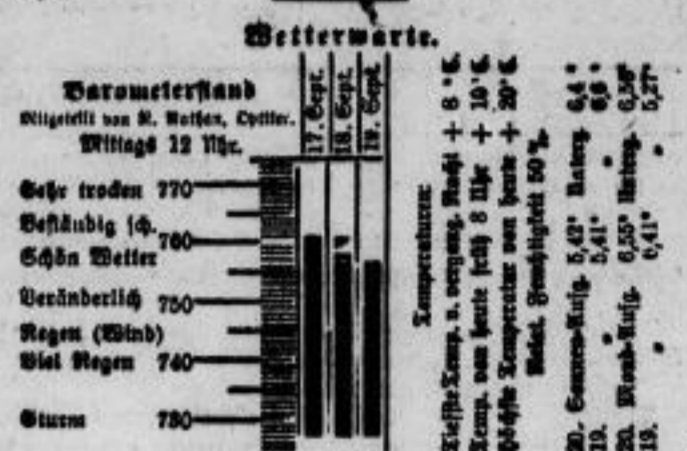 Wetterwarte.
Barometerstand
Mitgeteilt von R. Nathan, Optiker.
Mittags 12 Uhr.
17. Sept.
18. Sept.
19. Sept.
Sehr trocken 770
Beständig sch. 760
Schön Wetter
Veränderlich 750
Regen (Wind)
Viel Regen 740
Sturm 730
Temperaturen:
Tiefste Temp. v. vergang. Nacht + 8 ° C.
Temp. von heute früh 8 Uhr + 10° C.
Höchste Temperatur von heute + 20° C.
Relat. Feuchtigkeit 50 %.
20. Sonnen-Aufg. 5,42° Unterg. 6,4 °
19. " 5,41° " 6,6 °
20. Mond-Aufg. 6,55° Unterg. 6,56°
19. " 6,41° " 5,27°